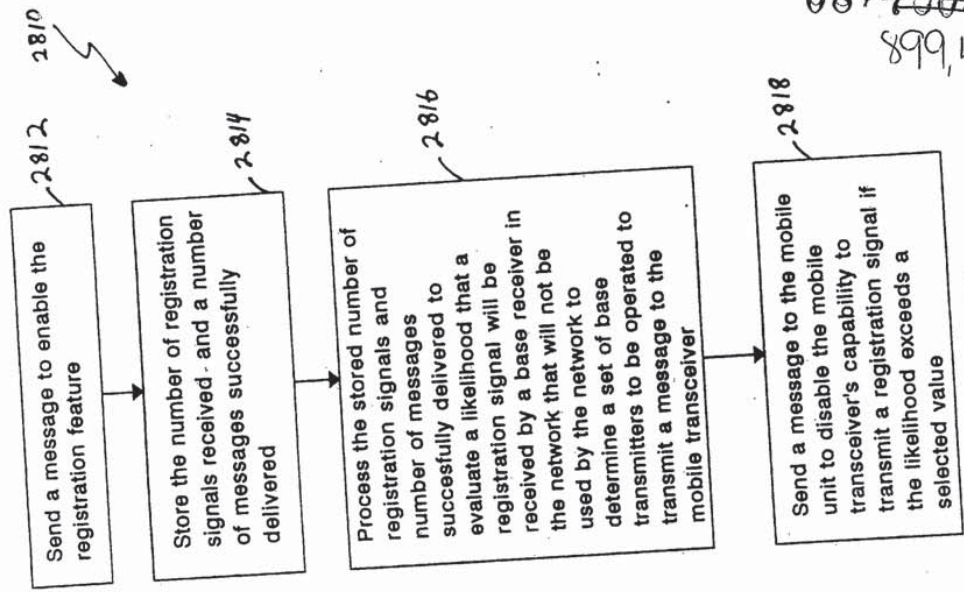 2810
2812
Send a message to enable the
registration feature
2814
Store the number of registration
signals received and a number
of messages successfully
delivered
2816
Process the stored number of
registration signals and
number of messages
successfully delivered to
evaluate a likelihood that a
registration signal will be
received by a base receiver in
the network that will not be
used by the network to
determine a set of base
transmitters to be operated to
transmit a message to the
mobile transceiver
2818
Send a message to the mobile
unit to disable the mobile
transceiver's capability to
transmit a registration signal if
the likelihood exceeds a
selected value